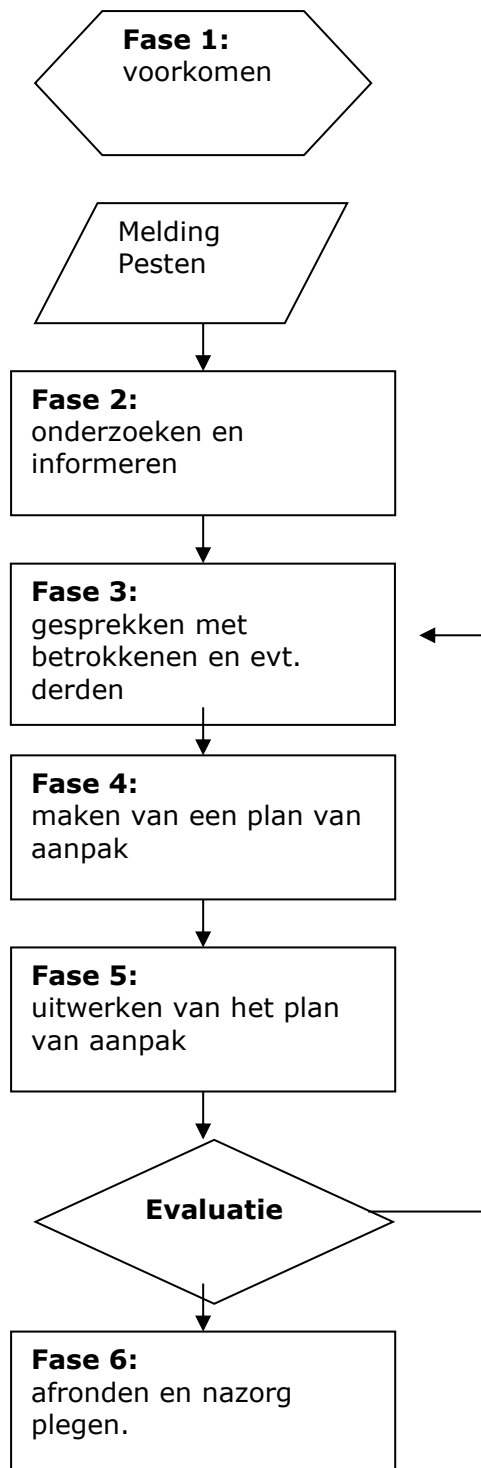 Fase 1:
voorkomen
Melding
Pesten
Fase 2:
onderzoeken en
informeren
Fase 3:
gesprekken met
betrokkenen en evt.
derden
Fase 4:
maken van een plan van
aanpak
Fase 5:
uitwerken van het plan
van aanpak
Evaluatie
Fase 6:
afronden en nazorg
plegen.